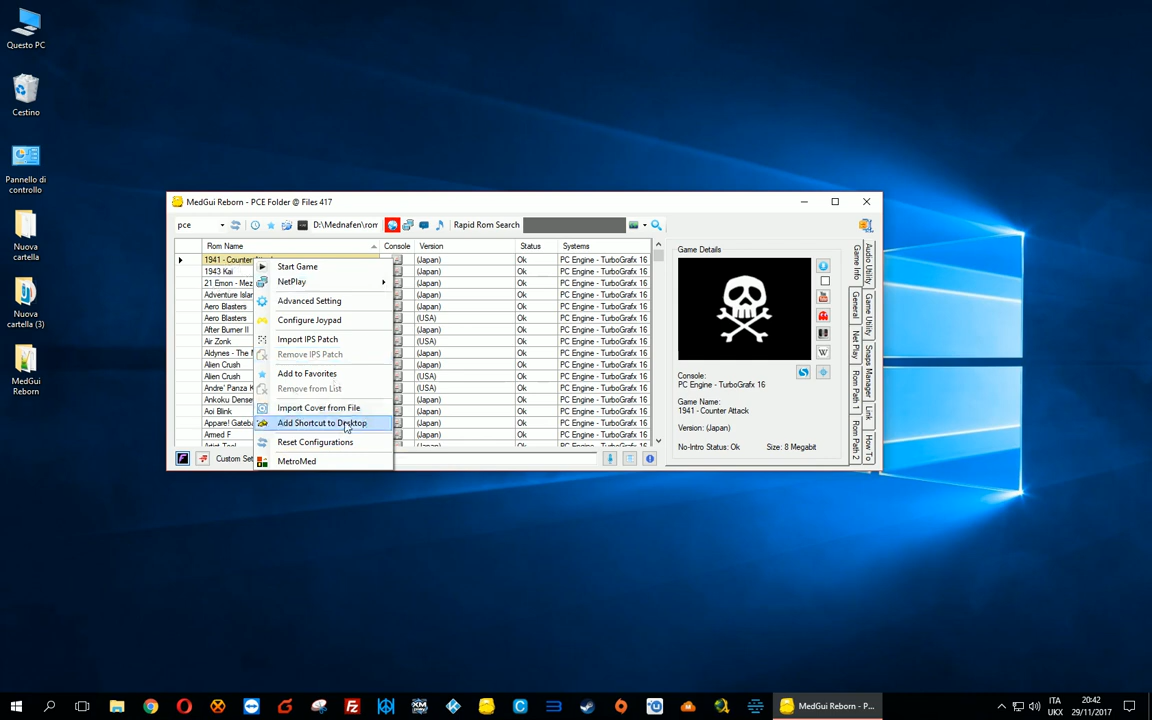 Questo PC
Cestino
Pannello di
controllo
Nuova
cartella
Nuova
cartella (3)
MedGui
Reborn
MedGui Reborn - PCE Folder @ Files 417
pce
D:\Mednafen\rom
Rapid Rom Search
Rom Name Console Version Status Systems
1941 - Counter (Japan) Ok PC Engine - TurboGrafx 16
1943 Kai (Japan) Ok PC Engine - TurboGrafx 16
21 Emon - Mez (Japan) Ok PC Engine - TurboGrafx 16
Adventure Islan (Japan) Ok PC Engine - TurboGrafx 16
Aero Blasters (Japan) Ok PC Engine - TurboGrafx 16
Aero Blasters (USA) Ok PC Engine - TurboGrafx 16
After Burner II (Japan) Ok PC Engine - TurboGrafx 16
Air Zonk (USA) Ok PC Engine - TurboGrafx 16
Aldynes - The M (Japan) Ok PC Engine - TurboGrafx 16
Alien Crush (Japan) Ok PC Engine - TurboGrafx 16
Alien Crush (USA) Ok PC Engine - TurboGrafx 16
Andre' Panza K (USA) Ok PC Engine - TurboGrafx 16
Ankoku Dense (Japan) Ok PC Engine - TurboGrafx 16
Aoi Blink (Japan) Ok PC Engine - TurboGrafx 16
Appare! Gateb (Japan) Ok PC Engine - TurboGrafx 16
Armed F (Japan) Ok PC Engine - TurboGrafx 16
Custom Set
Start Game
NetPlay
Advanced Setting
Configure Joypad
Import IPS Patch
Remove IPS Patch
Add to Favorites
Remove from List
Import Cover from File
Add Shortcut to Desktop
Reset Configurations
MetroMed
Game Details
W
Console:
PC Engine - TurboGrafx 16
Game Name:
1941 - Counter Attack
Version: (Japan)
No-Intro Status: Ok Size: 8 Megabit
Game Info
General
Net Play
Rom Path 1
Rom Path 2
Audio Utility
Game Utility
Snaps Manager
Link
How To
MedGui Reborn - P...
ITA
UKX
20:42
29/11/2017